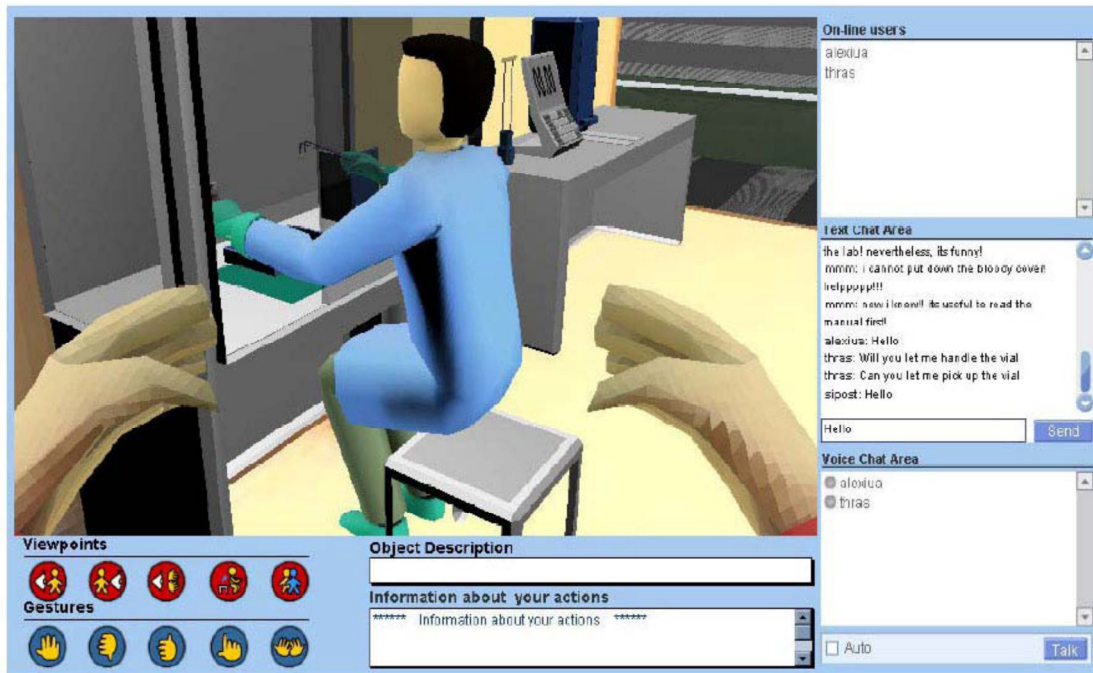 00.00
Viewpoints
Gestures
Object Description
Information about your actions
****** Information about your actions ******
On-line users
alexiua
thras
Text Chat Area
the lab! nevertheless, its funny!
mmm: i cannot put down the bloody cover!
helppppp!!!
mmm: now i know!! its useful to read the
manual first!
alexiua: Hello
thras: Will you let me handle the vial
thras: Can you let me pick up the vial
sipost: Hello
Hello
Send
Voice Chat Area
alexiua
thras
Auto
Talk